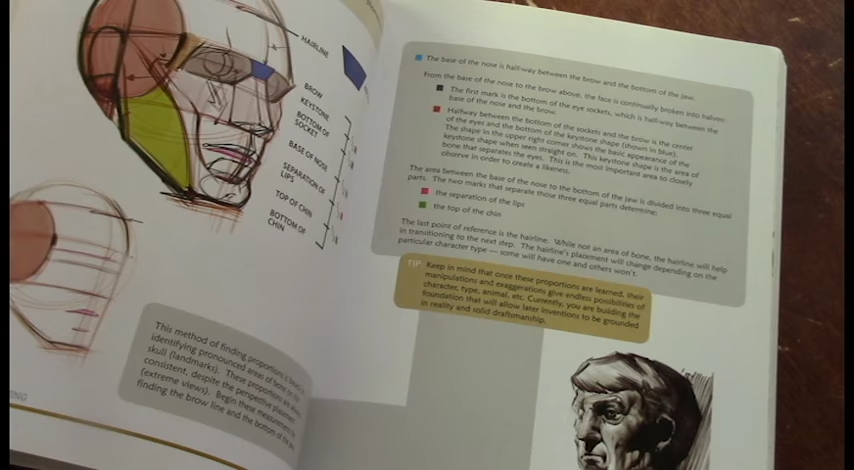 HAIRLINE
BROW
KEYSTONE
BOTTOM OF
SOCKET
BASE OF NOSE
SEPARATION OF
LIPS
TOP OF CHIN
BOTTOM OF
CHIN
This method of finding proportions is
identifying pronounced areas of bone on the
skull (landmarks). These proportions are
consistent, despite the perspective placement
(extreme views). Begin these measurements
finding the brow line and the bottom of the
The base of the nose is half-way between the brow and the bottom of the jaw.
From the base of the nose to the brow above, the face is continually broken into halves:
The first mark is the bottom of the eye sockets, which is half-way between the
base of the nose and the brow.
Halfway between the bottom of the sockets and the brow is the center
of the eyes and the bottom of the keystone shape (shown in blue).
The shape in the upper right corner shows the basic appearance of the
keystone shape when seen straight on. This keystone shape is the area of
bone that separates the eyes. This is the most important area to closely
observe in order to create a likeness.
The area between the base of the nose to the bottom of the jaw is divided into three equal
parts. The two marks that separate those three equal parts determine:
the separation of the lips
the top of the chin
The last point of reference is the hairline. While not an area of bone, the hairline will help
in transitioning to the next step. The hairline's placement will change depending on the
particular character type — some will have one and others won't.
TIP Keep in mind that once these proportions are learned, their
manipulations and exaggerations give endless possibilities of
character, type, animal, etc. Currently, you are building the
foundation that will allow later inventions to be grounded
in reality and solid draftsmanship.